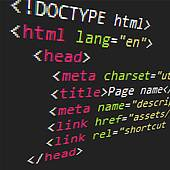 <!DOCTYPE html>
<html lang="en">
<head>
<meta charset="ut
<title>Page name</
<meta name="descrip
<link href="assets/
<link rel="shortcut
</head>